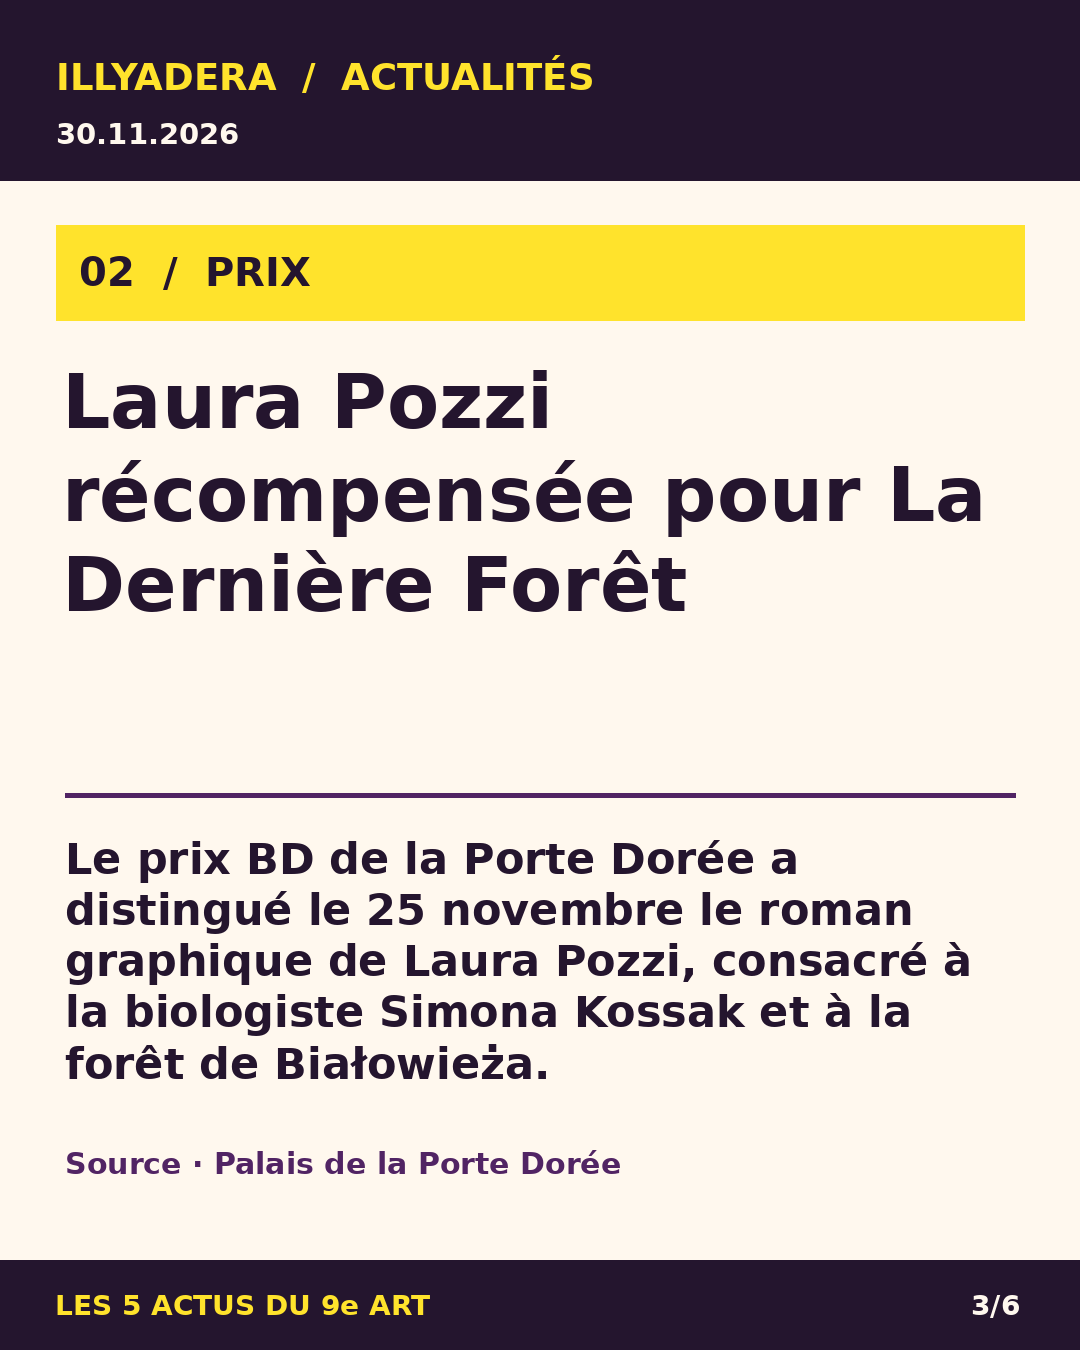 ILLYADERA / ACTUALITÉS
30.11.2026
02 / PRIX
Laura Pozzi
récompensée pour La
Dernière Forêt
Le prix BD de la Porte Dorée a
distingué le 25 novembre le roman
graphique de Laura Pozzi, consacré à
la biologiste Simona Kossak et à la
forêt de Białowieża.
Source · Palais de la Porte Dorée
LES 5 ACTUS DU 9e ART
3/6